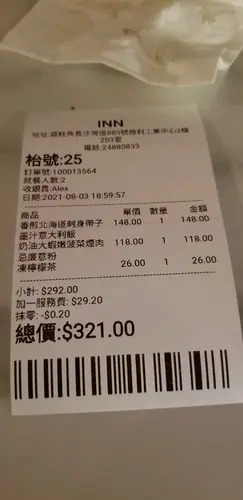 INN
地址:荔枝角長沙灣道883號億利工業中心2樓
203室
電話:24880833
枱號:25
訂單號:100013564
就餐人數:2
收銀員:Alex
日期:2021-08-03 18:59:57
商品 單價 數量 金額
香煎北海道刺身帶子 148.00 1 148.00
墨汁意大利飯
奶油大蝦嫩菠菜煙肉 118.00 1 118.00
忌廉意粉
凍檸檬茶 26.00 1 26.00
小計: $292.00
加一服務費: $29.20
抹零: -$0.20
總價:$321.00